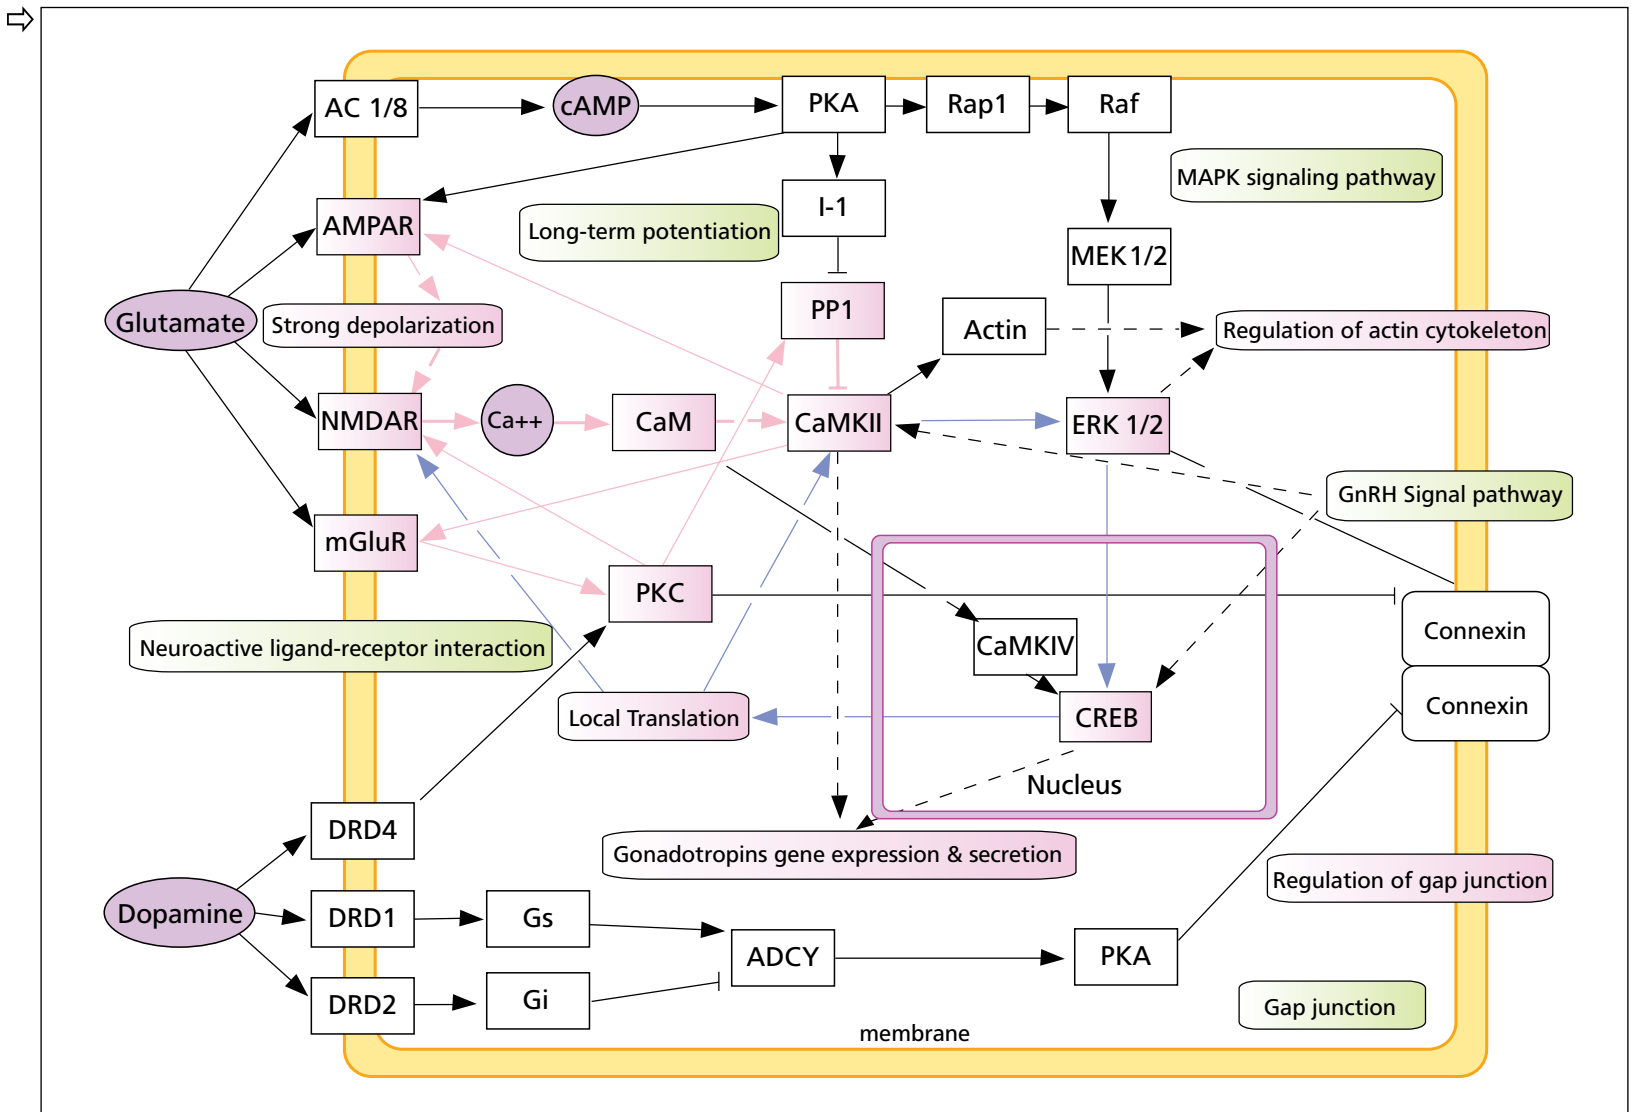 AC 1/8
cAMP
PKA
Rap1
Raf
MAPK signaling pathway
AMPAR
Long-term potentiation
I-1
MEK1/2
Glutamate
Strong depolarization
PP1
Actin
Regulation of actin cytokeleton
NMDAR
Ca++
CaM
CaMKII
ERK 1/2
GnRH Signal pathway
mGluR
PKC
Connexin
Neuroactive ligand-receptor interaction
CaMKIV
Local Translation
CREB
Connexin
Nucleus
DRD4
Gonadotropins gene expression & secretion
Regulation of gap junction
Dopamine
DRD1
Gs
ADCY
PKA
DRD2
Gi
Gap junction
membrane